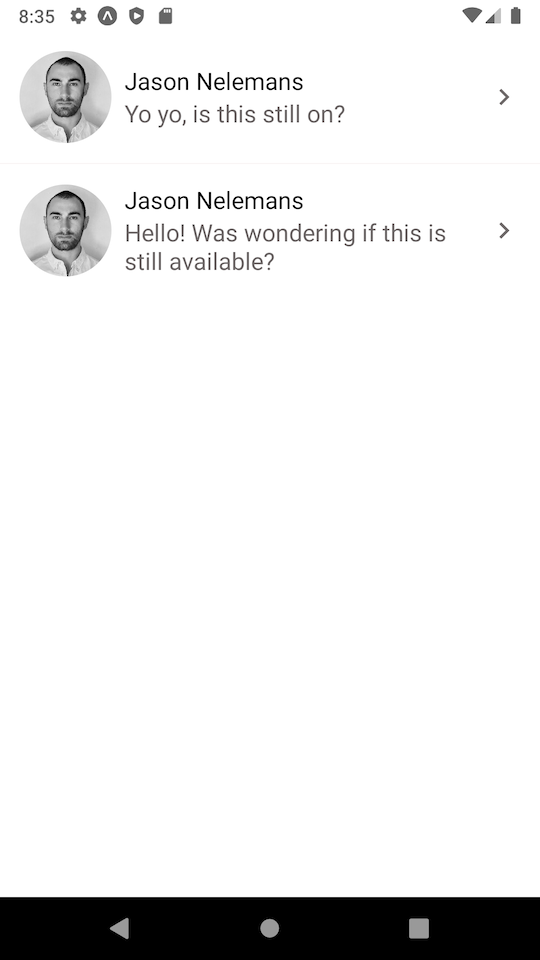 8:35
Jason Nelemans
Yo yo, is this still on?
Jason Nelemans
Hello! Was wondering if this is
still available?